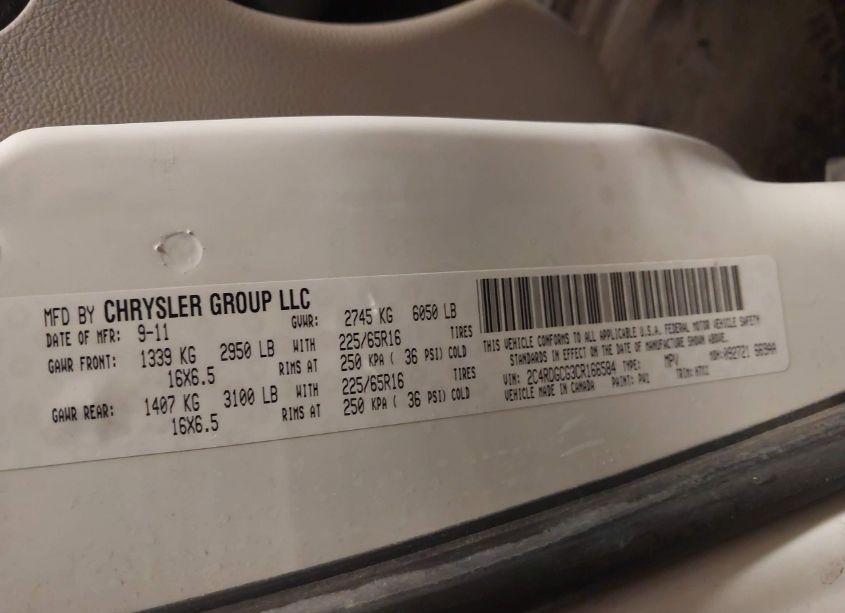 MFD BY CHRYSLER GROUP LLC
DATE OF MFR: 9-11 GVWR: 2745 KG 6050 LB
GAWR FRONT: 1339 KG 2950 LB WITH 225/65R16 TIRES
16X6.5 RIMS AT 250 KPA ( 36 PSI) COLD
GAWR REAR: 1407 KG 3100 LB WITH 225/65R16 TIRES
16X6.5 RIMS AT 250 KPA ( 36 PSI) COLD
THIS VEHICLE CONFORMS TO ALL APPLICABLE U.S.A. FEDERAL MOTOR VEHICLE SAFETY
STANDARDS IN EFFECT ON THE DATE OF MANUFACTURE SHOWN ABOVE.
VIN: 2C4RDGCG3CR166584 TYPE: MPV MDH:
VEHICLE MADE IN CANADA PAINT: PW1 TRIM: